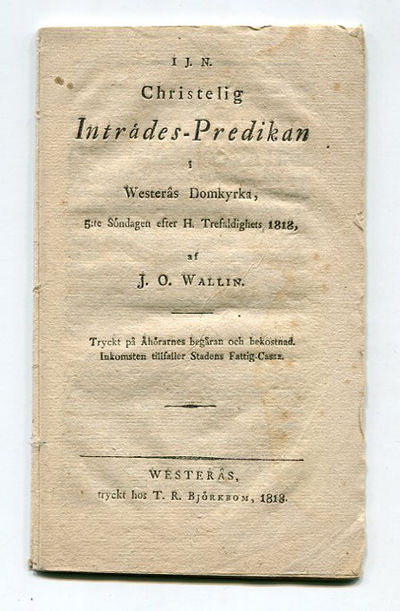 I J. N.
Christelig
Inträdes-Predikan
i
Westerås Domkyrka,
5:te Söndagen efter H. Trefaldighets 1818,
af
J. O. WALLIN.
Tryckt på Åhörarnes begäran och bekostnad.
Inkomsten tillfaller Stadens Fattig-Cassa.
WESTERÅS,
tryckt hos T. R. BJÖRKBOM, 1818.